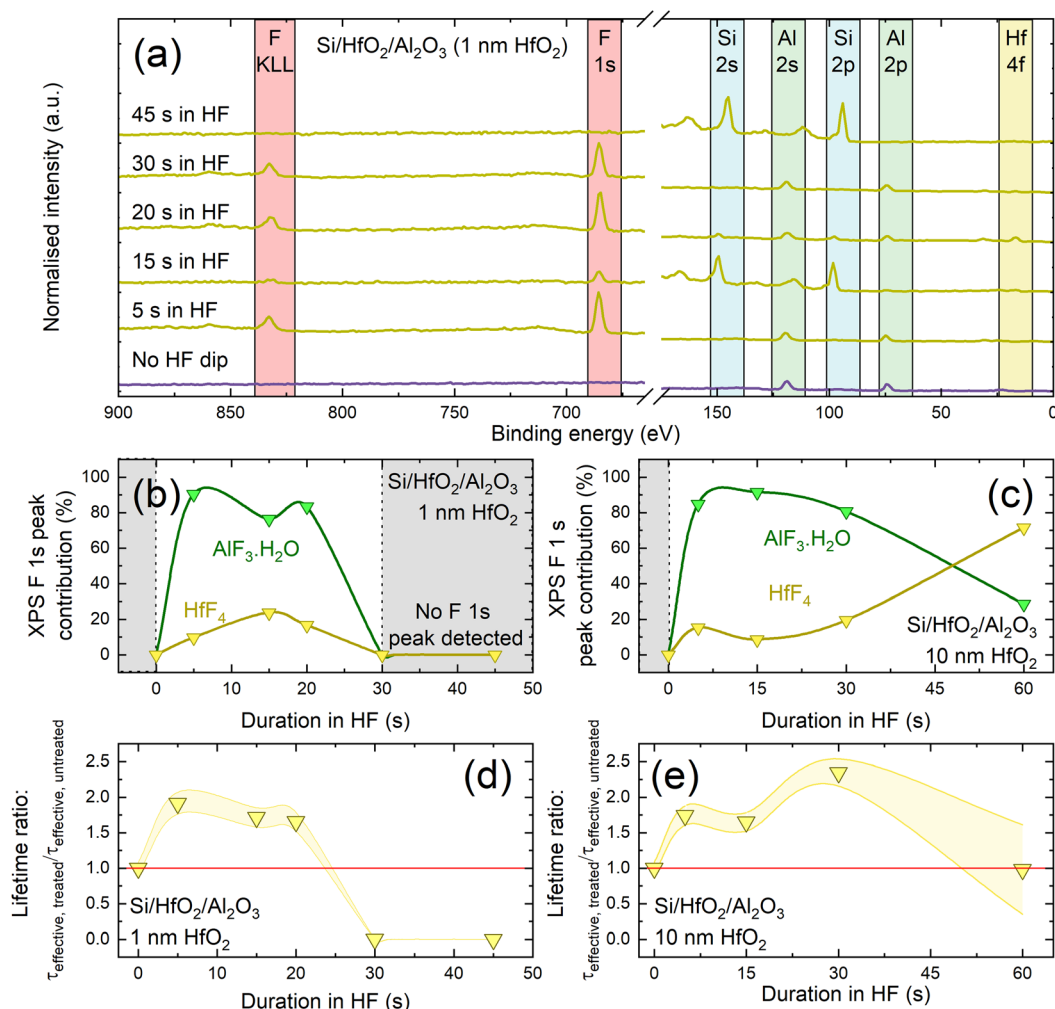 (a)
Si/HfO₂/Al₂O₃ (1 nm HfO₂)
F KLL
F 1s
Si 2s
Al 2s
Si 2p
Al 2p
Hf 4f
Normalised intensity (a.u.)
45 s in HF
30 s in HF
20 s in HF
15 s in HF
5 s in HF
No HF dip
900 850 800 750 700 150 100 50 0
Binding energy (eV)
(b)
Si/HfO₂/Al₂O₃
1 nm HfO₂
XPS F 1s peak
contribution (%)
100
80
60
40
20
0
AlF₃.H₂O
HfF₄
No F 1s
peak detected
0 10 20 30 40 50
Duration in HF (s)
(c)
XPS F 1 s
peak contribution (%)
100
80
60
40
20
0
AlF₃.H₂O
HfF₄
Si/HfO₂/Al₂O₃
10 nm HfO₂
0 15 30 45 60
Duration in HF (s)
(d)
Lifetime ratio:
τeffective, treated/τeffective, untreated
2.5
2.0
1.5
1.0
0.5
0.0
Si/HfO₂/Al₂O₃
1 nm HfO₂
0 10 20 30 40 50
Duration in HF (s)
(e)
Lifetime ratio:
τeffective, treated/τeffective, untreated
2.5
2.0
1.5
1.0
0.5
0.0
Si/HfO₂/Al₂O₃
10 nm HfO₂
0 15 30 45 60
Duration in HF (s)